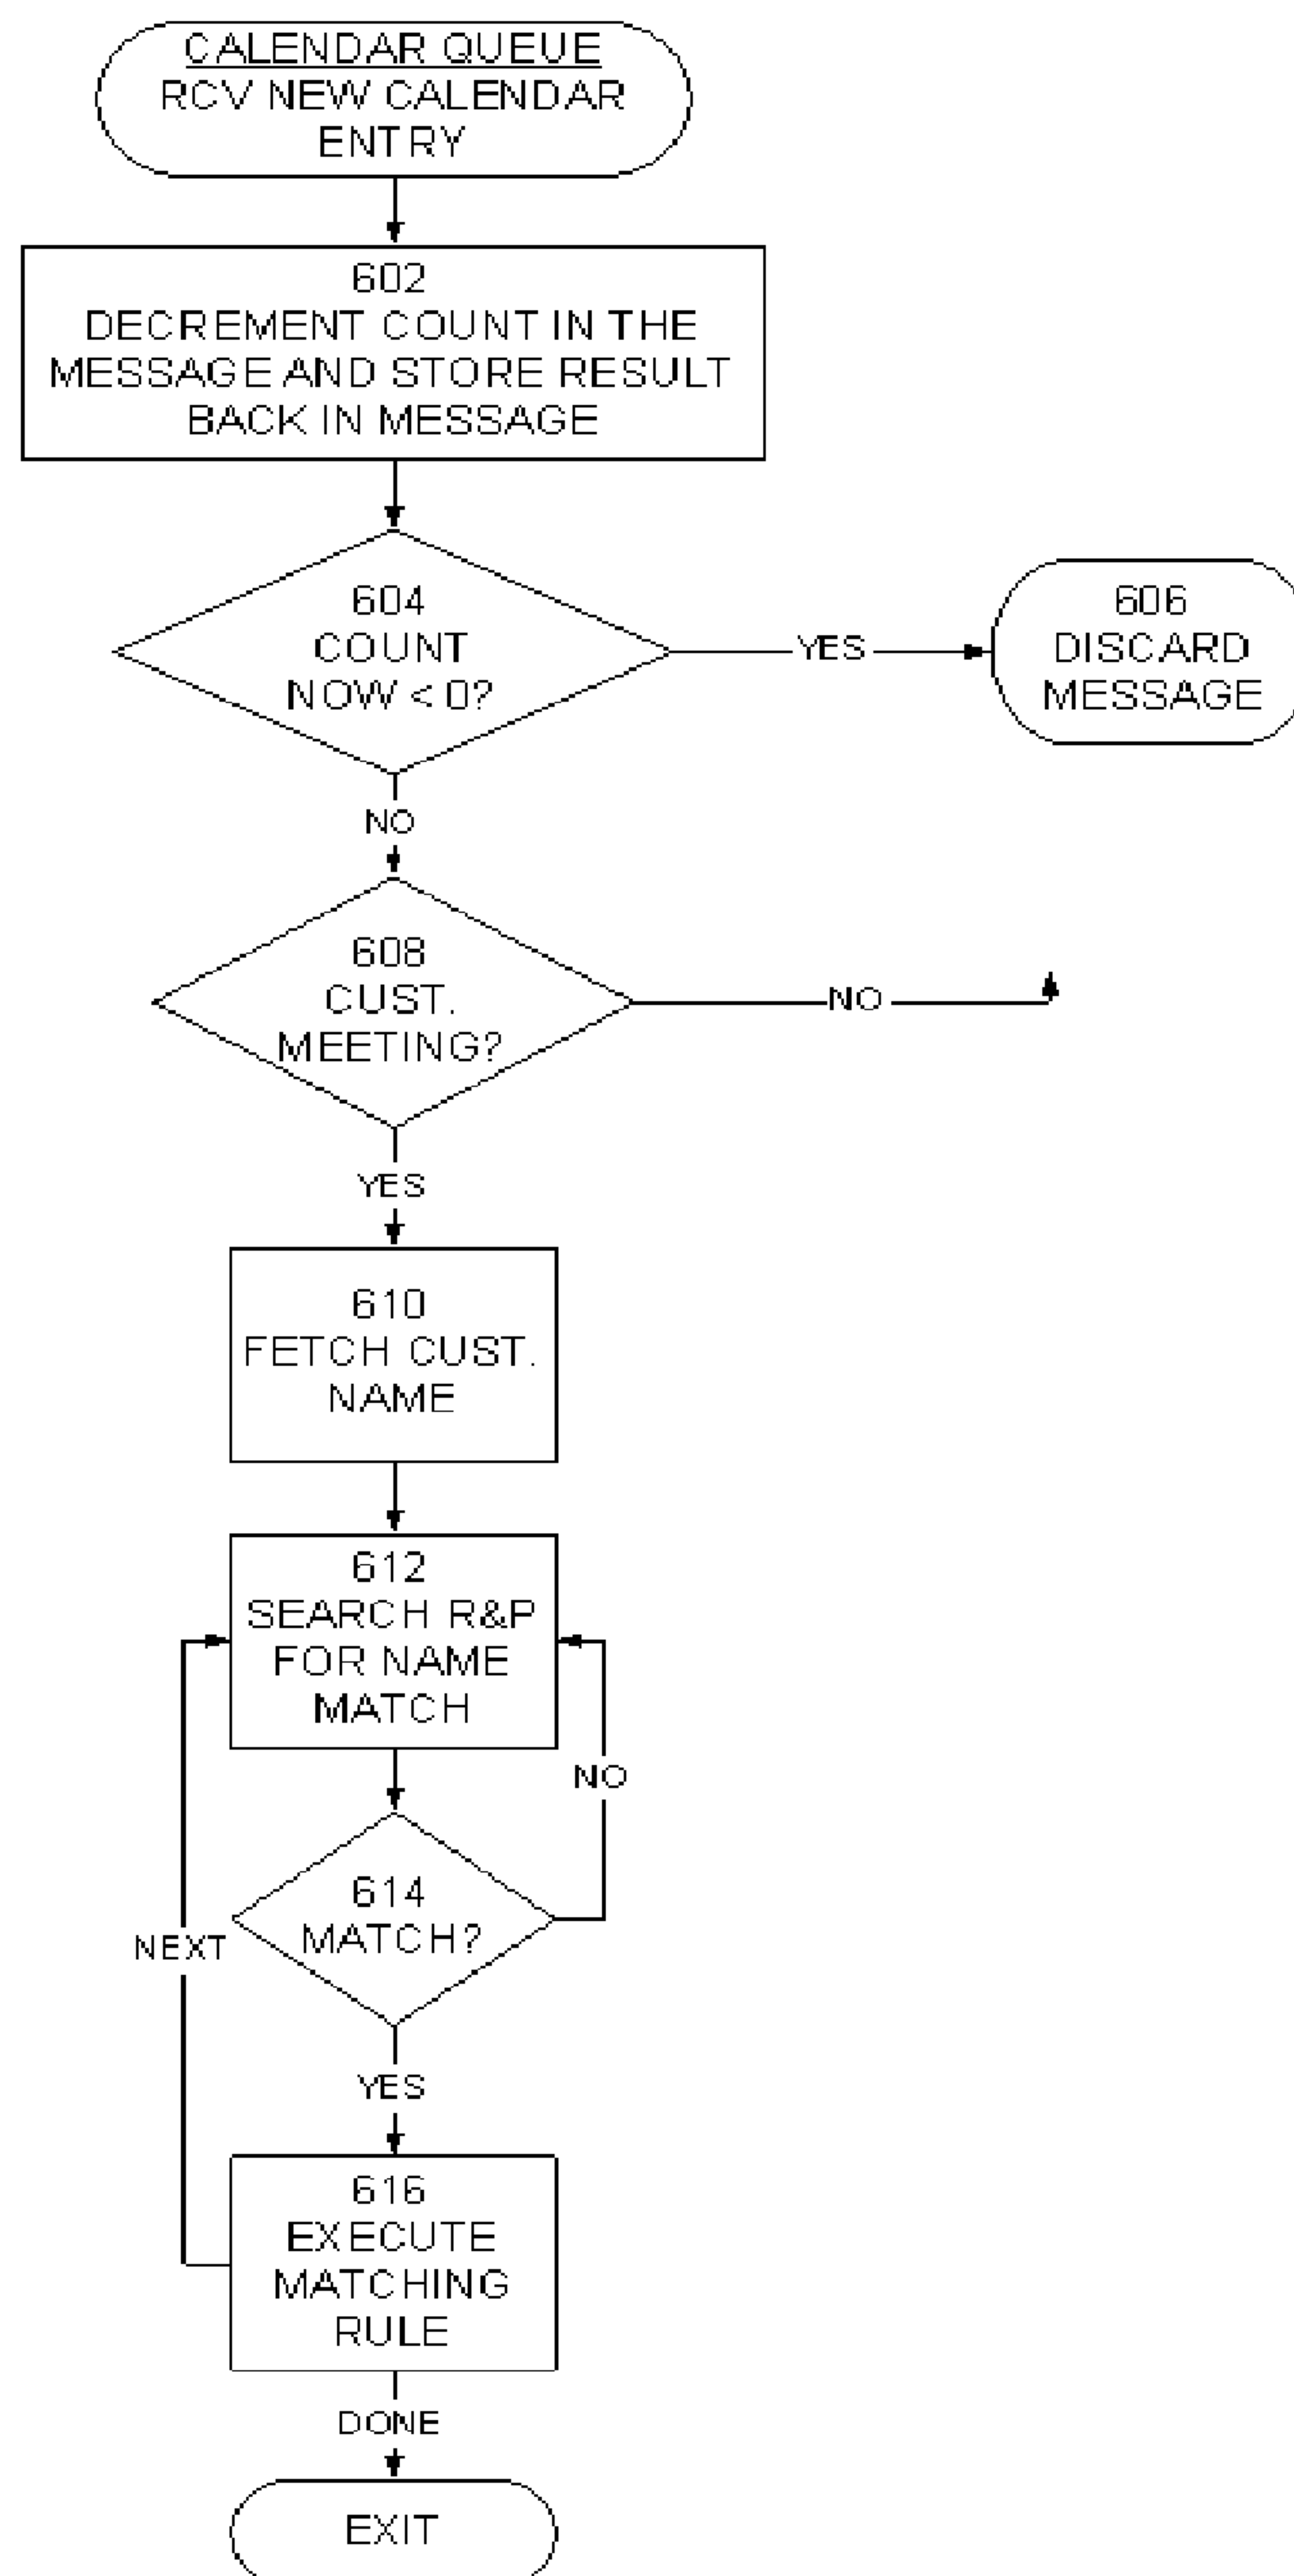 CALENDAR QUEUE
RCV NEW CALENDAR
ENTRY
602
DECREMENT COUNT IN THE
MESSAGE AND STORE RESULT
BACK IN MESSAGE
604
COUNT
NOW < 0?
YES
606
DISCARD
MESSAGE
NO
608
CUST.
MEETING?
NO
YES
610
FETCH CUST.
NAME
612
SEARCH R&P
FOR NAME
MATCH
NO
614
MATCH?
NEXT
YES
616
EXECUTE
MATCHING
RULE
DONE
EXIT